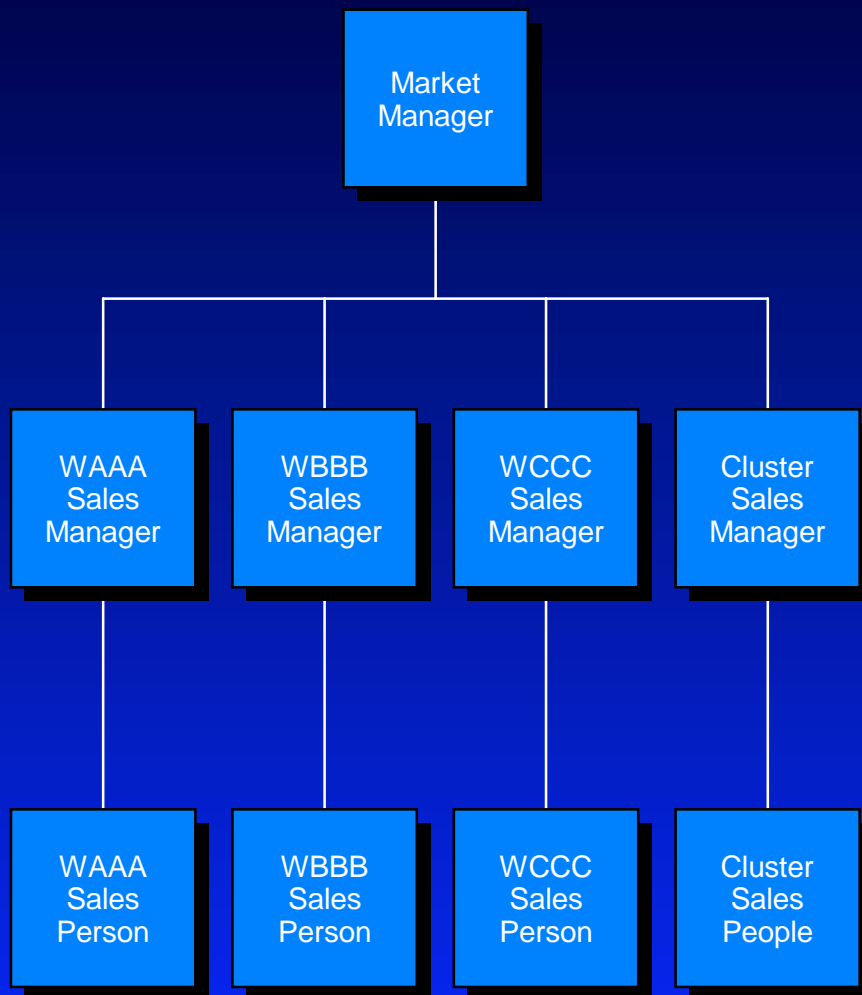 Market
Manager
WAAA
Sales
Manager
WBBB
Sales
Manager
WCCC
Sales
Manager
Cluster
Sales
Manager
WAAA
Sales
Person
WBBB
Sales
Person
WCCC
Sales
Person
Cluster
Sales
People